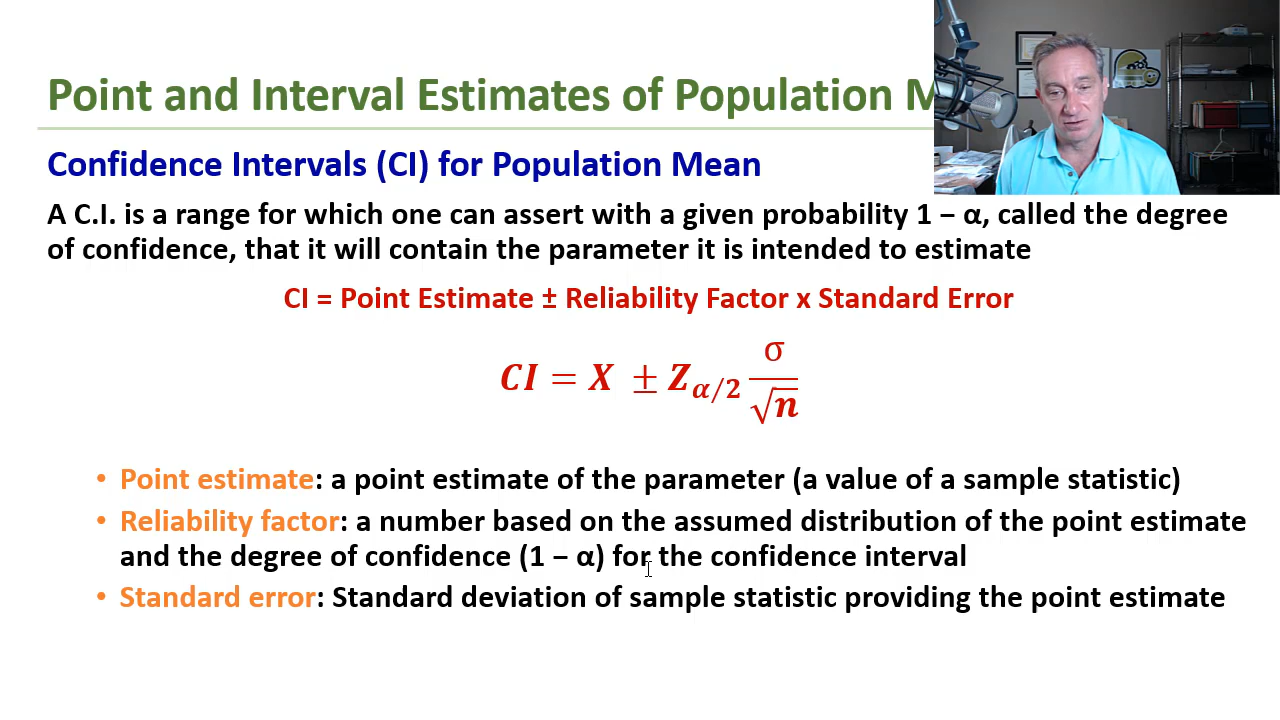 Point and Interval Estimates of Population
Confidence Intervals (CI) for Population Mean
A C.I. is a range for which one can assert with a given probability 1 − α, called the degree
of confidence, that it will contain the parameter it is intended to estimate
CI = Point Estimate ± Reliability Factor x Standard Error
CI = X ± Z_{α/2} σ/√n
• Point estimate: a point estimate of the parameter (a value of a sample statistic)
• Reliability factor: a number based on the assumed distribution of the point estimate
and the degree of confidence (1 − α) for the confidence interval
• Standard error: Standard deviation of sample statistic providing the point estimate